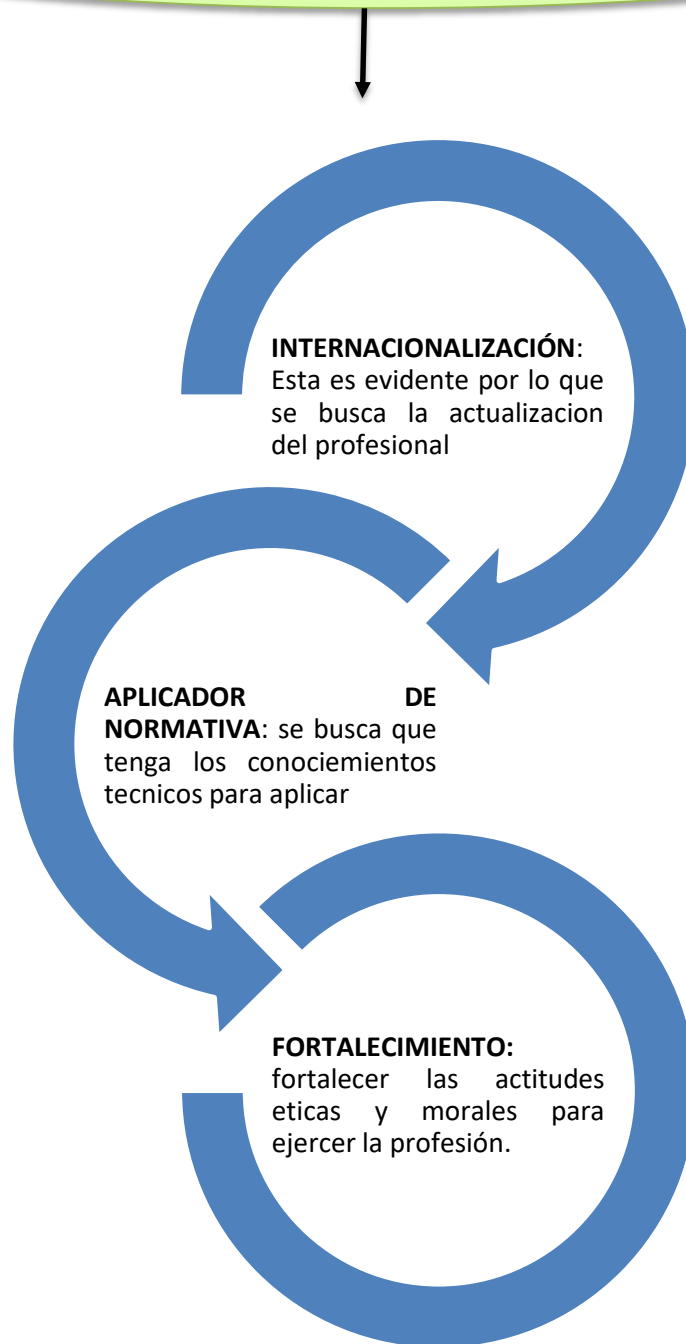 INTERNACIONALIZACIÓN:
Esta es evidente por lo que
se busca la actualizacion
del profesional
APLICADOR DE
NORMATIVA: se busca que
tenga los conociemientos
tecnicos para aplicar
FORTALECIMIENTO:
fortalecer las actitudes
eticas y morales para
ejercer la profesión.